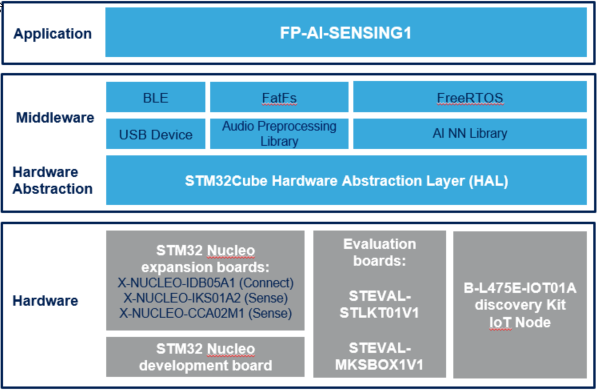 Application
FP-AI-SENSING1
Middleware
BLE
FatFs
FreeRTOS
USB Device
Audio Preprocessing
Library
AI NN Library
Hardware
Abstraction
STM32Cube Hardware Abstraction Layer (HAL)
Hardware
STM32 Nucleo
expansion boards:
X-NUCLEO-IDB05A1 (Connect)
X-NUCLEO-IKS01A2 (Sense)
X-NUCLEO-CCA02M1 (Sense)
STM32 Nucleo
development board
Evaluation
boards:
STEVAL-
STLKT01V1
STEVAL-
MKSBOX1V1
B-L475E-IOT01A
discovery Kit
IoT Node